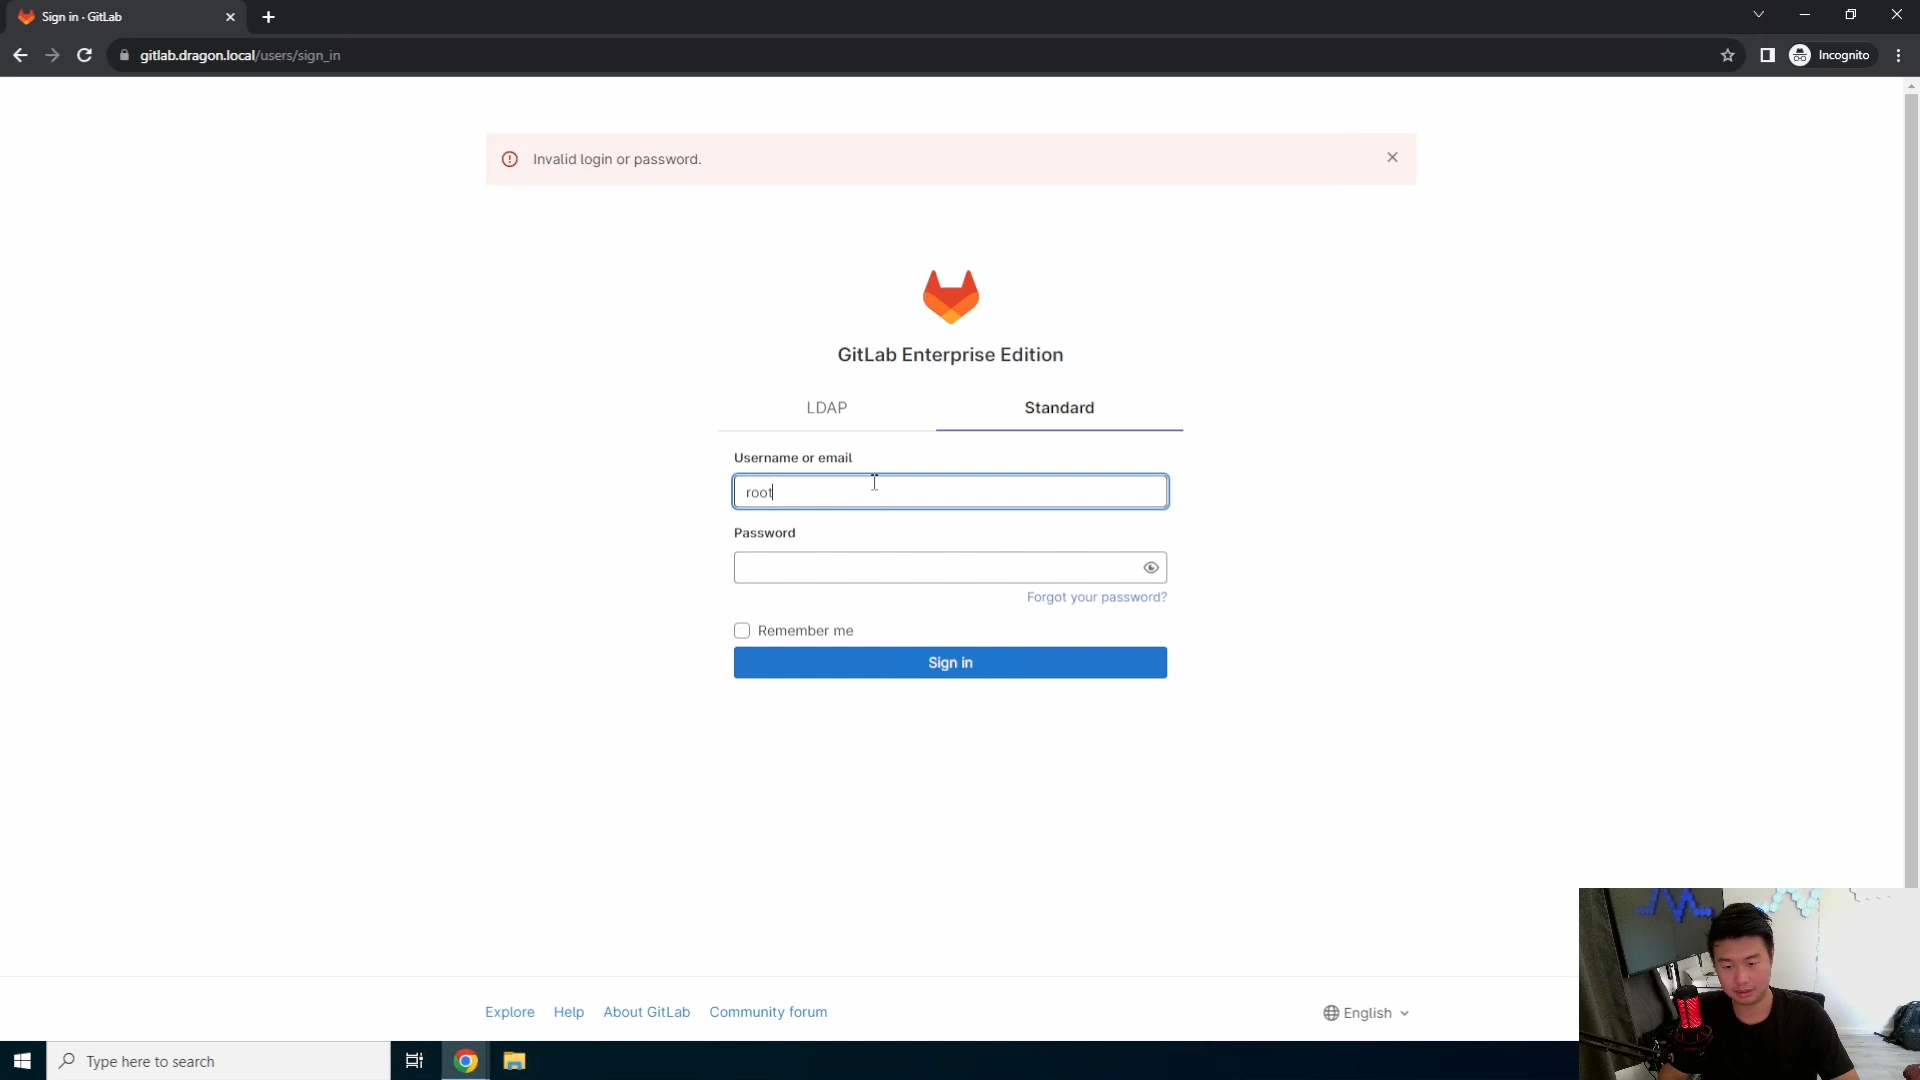 Sign in · GitLab
gitlab.dragon.local/users/sign_in
Incognito
Invalid login or password.
GitLab Enterprise Edition
LDAP
Standard
Username or email
root
Password
Forgot your password?
Remember me
Sign in
Explore
Help
About GitLab
Community forum
English
Type here to search